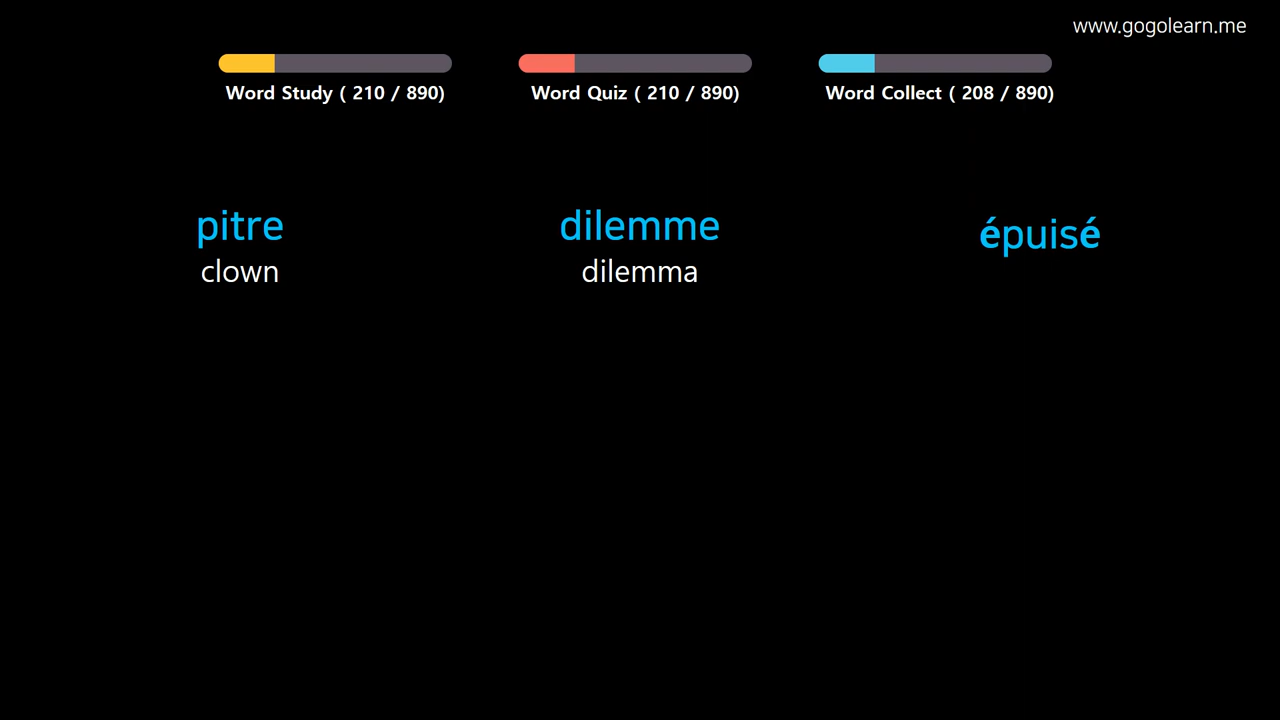 www.gogolearn.me
Word Study ( 210 / 890)
Word Quiz ( 210 / 890)
Word Collect ( 208 / 890)
pitre
clown
dilemme
dilemma
épuisé